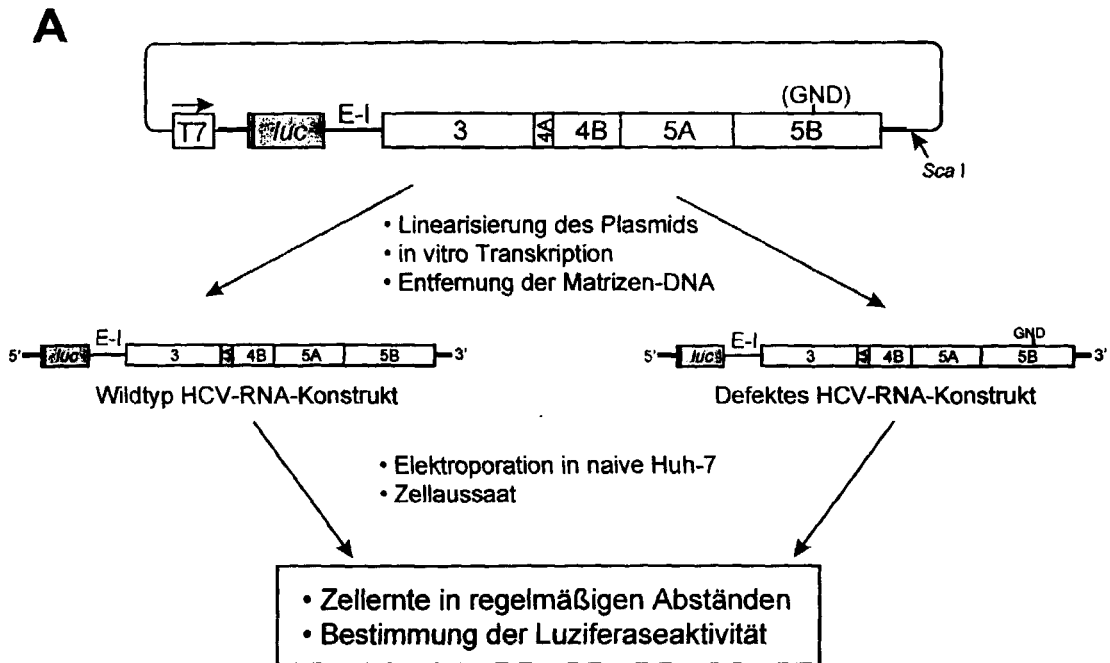 A
(GND)
T7 luc E-I 3 4A 4B 5A 5B
Sca I
• Linearisierung des Plasmids
• in vitro Transkription
• Entfernung der Matrizen-DNA
5' luc E-I 3 4B 5A 5B 3'
Wildtyp HCV-RNA-Konstrukt
GND
5' luc E-I 3 4B 5A 5B 3'
Defektes HCV-RNA-Konstrukt
• Elektroporation in naive Huh-7
• Zellaussaat
• Zellernte in regelmäßigen Abständen
• Bestimmung der Luziferaseaktivität